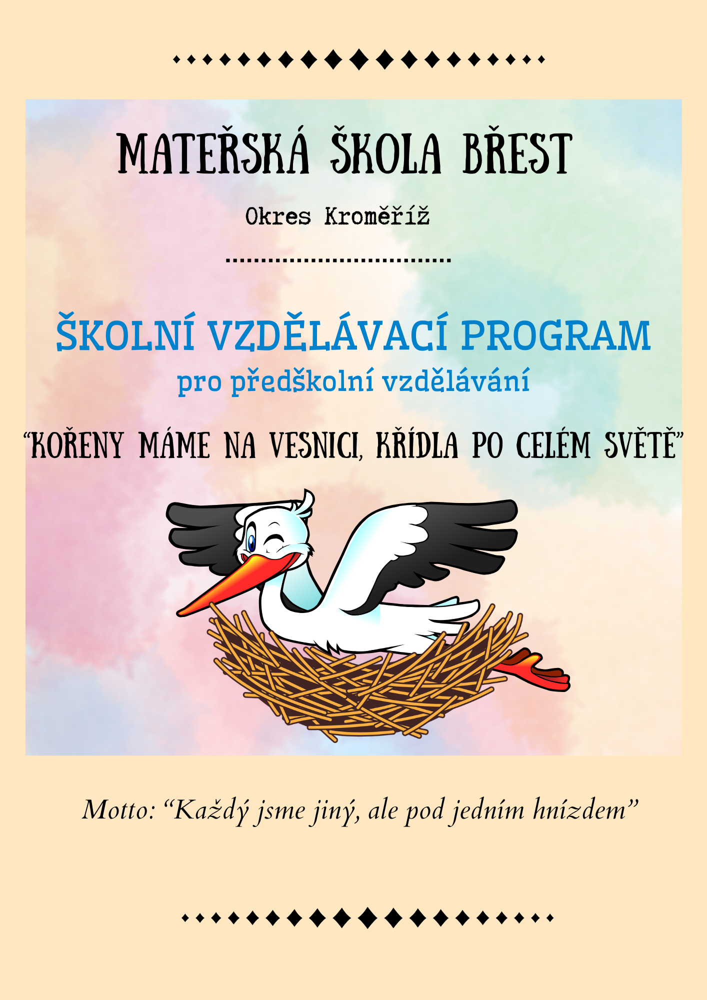 MATEŘSKÁ ŠKOLA BŘEST
Okres Kroměříž
ŠKOLNÍ VZDĚLÁVACÍ PROGRAM
pro předškolní vzdělávání
“KOŘENY MÁME NA VESNICI, KŘÍDLA PO CELÉM SVĚTĚ”
Motto: “Každý jsme jiný, ale pod jedním hnízdem”